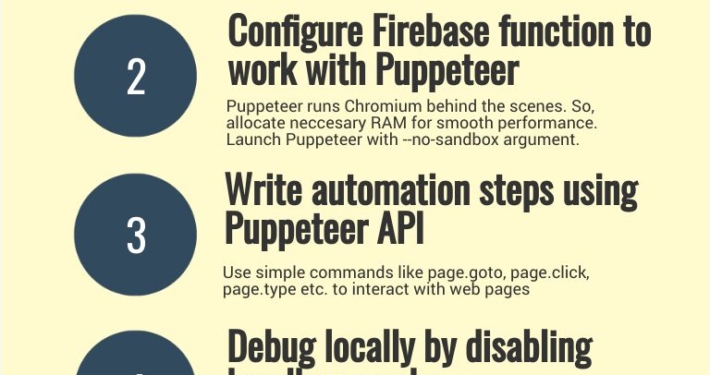 2
Configure Firebase function to
work with Puppeteer
Puppeteer runs Chromium behind the scenes. So,
allocate neccesary RAM for smooth performance.
Launch Puppeteer with --no-sandbox argument.
3
Write automation steps using
Puppeteer API
Use simple commands like page.goto, page.click,
page.type etc. to interact with web pages
Debug locally by disabling